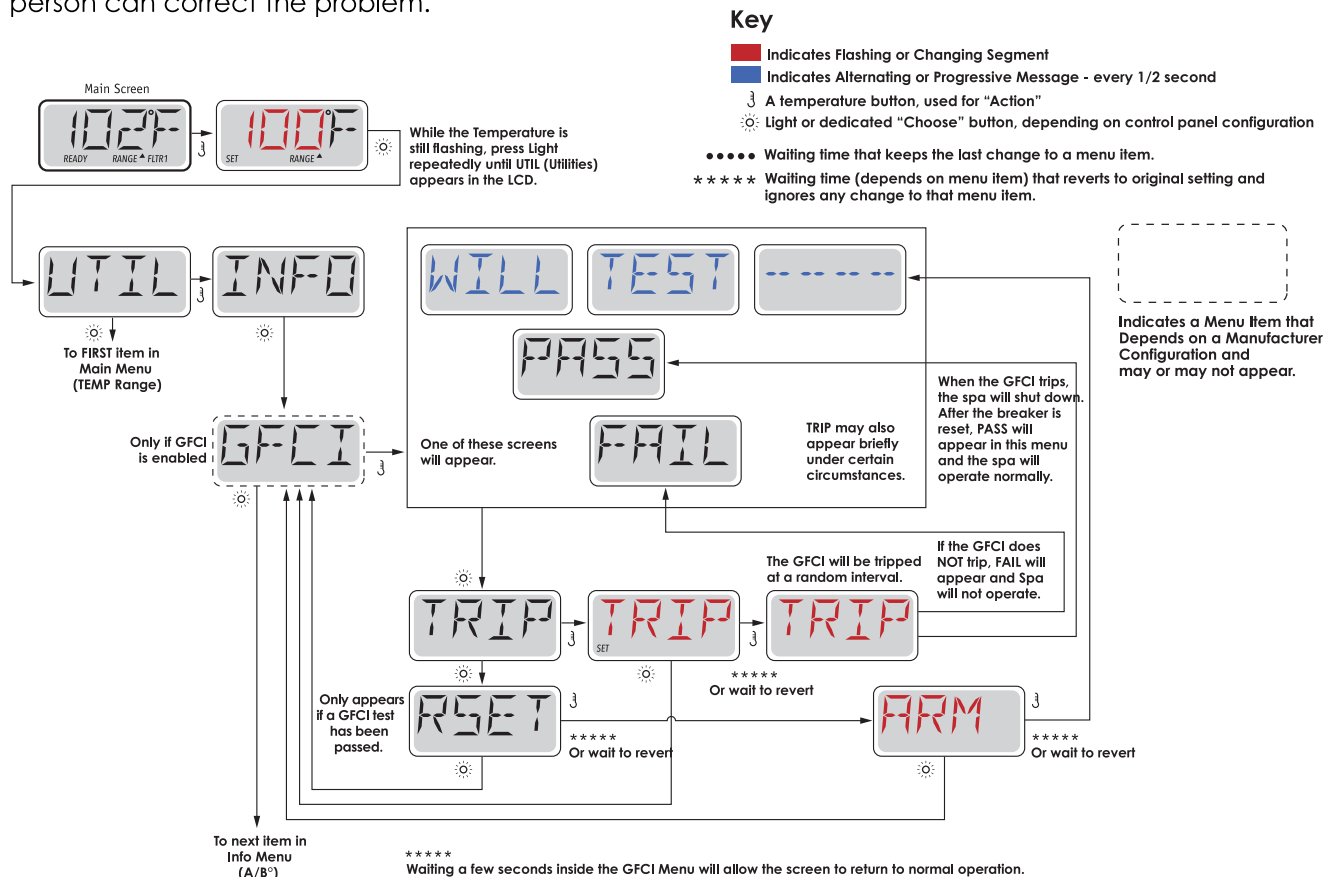 person can correct the problem.
Key
Indicates Flashing or Changing Segment
Indicates Alternating or Progressive Message - every 1/2 second
A temperature button, used for “Action”
Light or dedicated “Choose” button, depending on control panel configuration
••••• Waiting time that keeps the last change to a menu item.
***** Waiting time (depends on menu item) that reverts to original setting and
ignores any change to that menu item.
Main Screen
102°F
READY RANGE FLTR1
100°F
SET RANGE
While the Temperature is
still flashing, press Light
repeatedly until UTIL (Utilities)
appears in the LCD.
UTIL
INFO
To FIRST item in
Main Menu
(TEMP Range)
WILL
TEST
----
PASS
FAIL
One of these screens
will appear.
TRIP may also
appear briefly
under certain
circumstances.
When the GFCI trips,
the spa will shut down.
After the breaker is
reset, PASS will
appear in this menu
and the spa will
operate normally.
Indicates a Menu Item that
Depends on a Manufacturer
Configuration and
may or may not appear.
Only if GFCI
is enabled
GFCI
The GFCI will be tripped
at a random interval.
If the GFCI does
NOT trip, FAIL will
appear and Spa
will not operate.
TRIP
TRIP
SET
TRIP
*****
Or wait to revert
Only appears
if a GFCI test
has been
passed.
RSET
*****
Or wait to revert
ARM
*****
Or wait to revert
To next item in
Info Menu
(A/B°)
*****
Waiting a few seconds inside the GFCI Menu will allow the screen to return to normal operation.